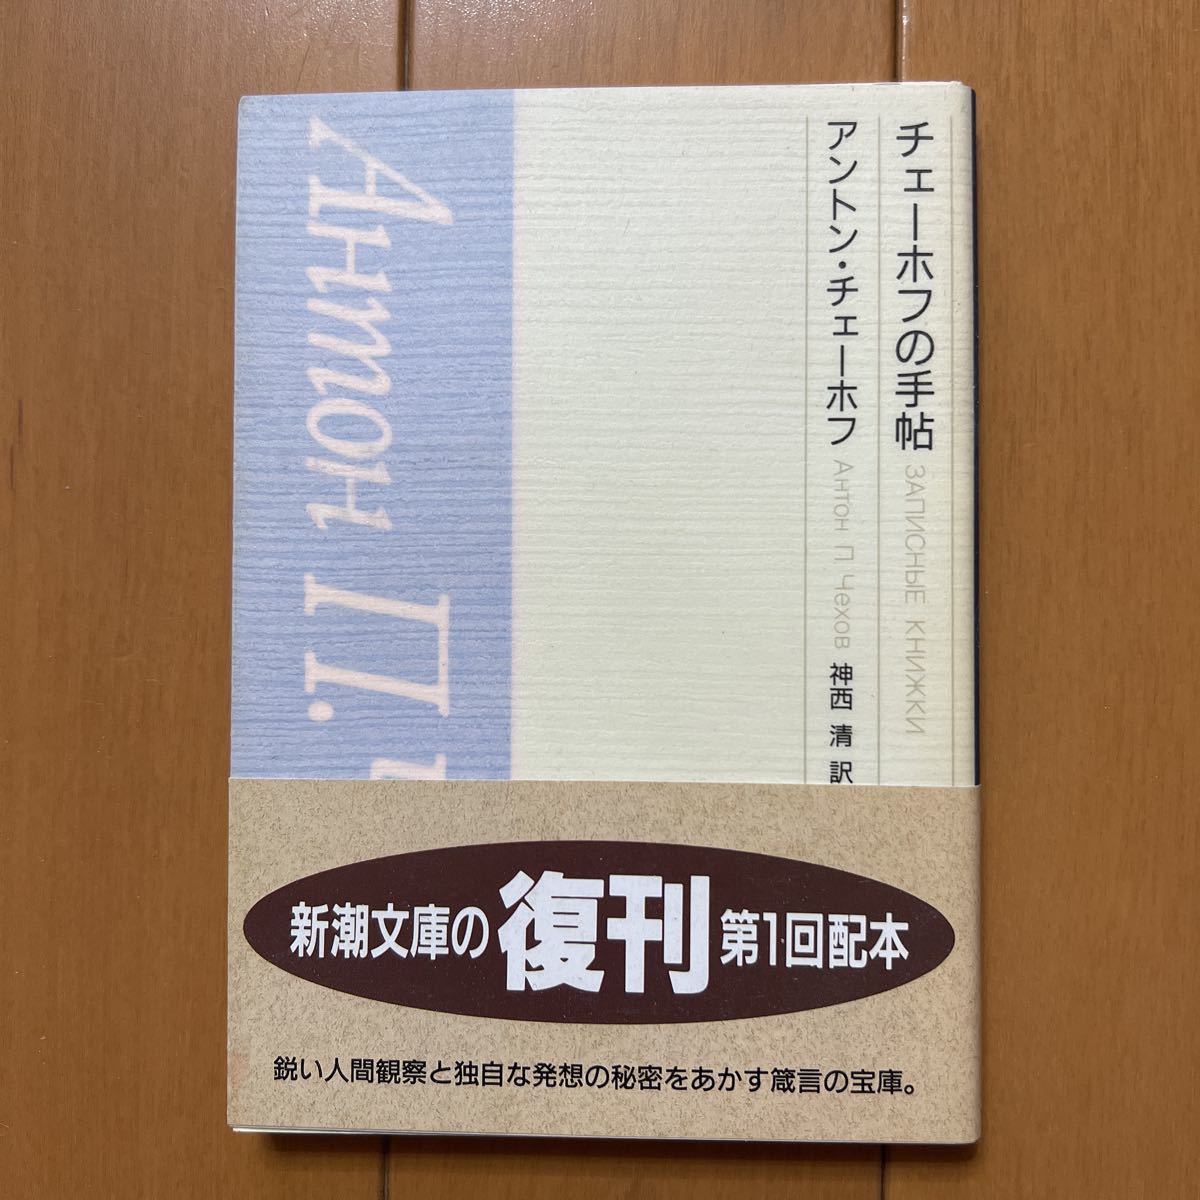 チェーホフの手帖 ЗАПИСНЫЕ КНИЖКИ
アントン・チェーホフ Антон П Чехов 神西 清 訳
Антон П.
新潮文庫の復刊第1回配本
鋭い人間観察と独自な発想の秘密をあかす箴言の宝庫。